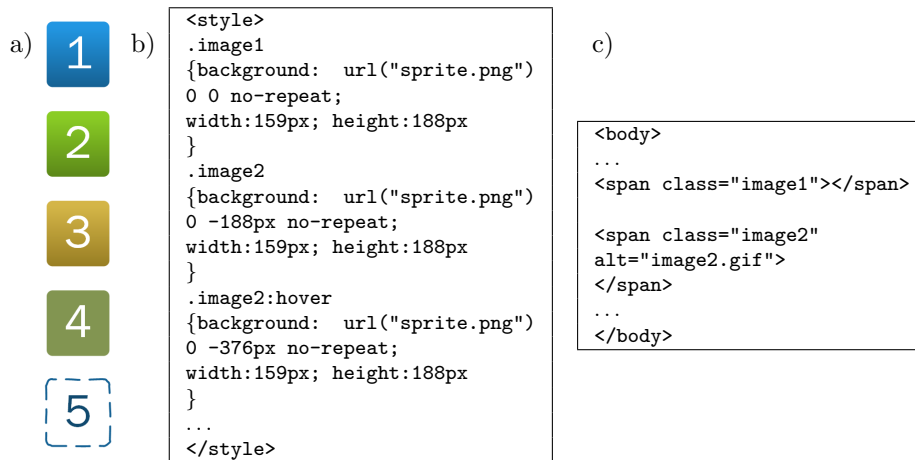 a)
1
2
3
4
5
b)
<style>
.image1
{background: url("sprite.png")
0 0 no-repeat;
width:159px; height:188px
}
.image2
{background: url("sprite.png")
0 -188px no-repeat;
width:159px; height:188px
}
.image2:hover
{background: url("sprite.png")
0 -376px no-repeat;
width:159px; height:188px
}
...
</style>
c)
<body>
...
<span class="image1"></span>
<span class="image2"
alt="image2.gif">
</span>
...
</body>